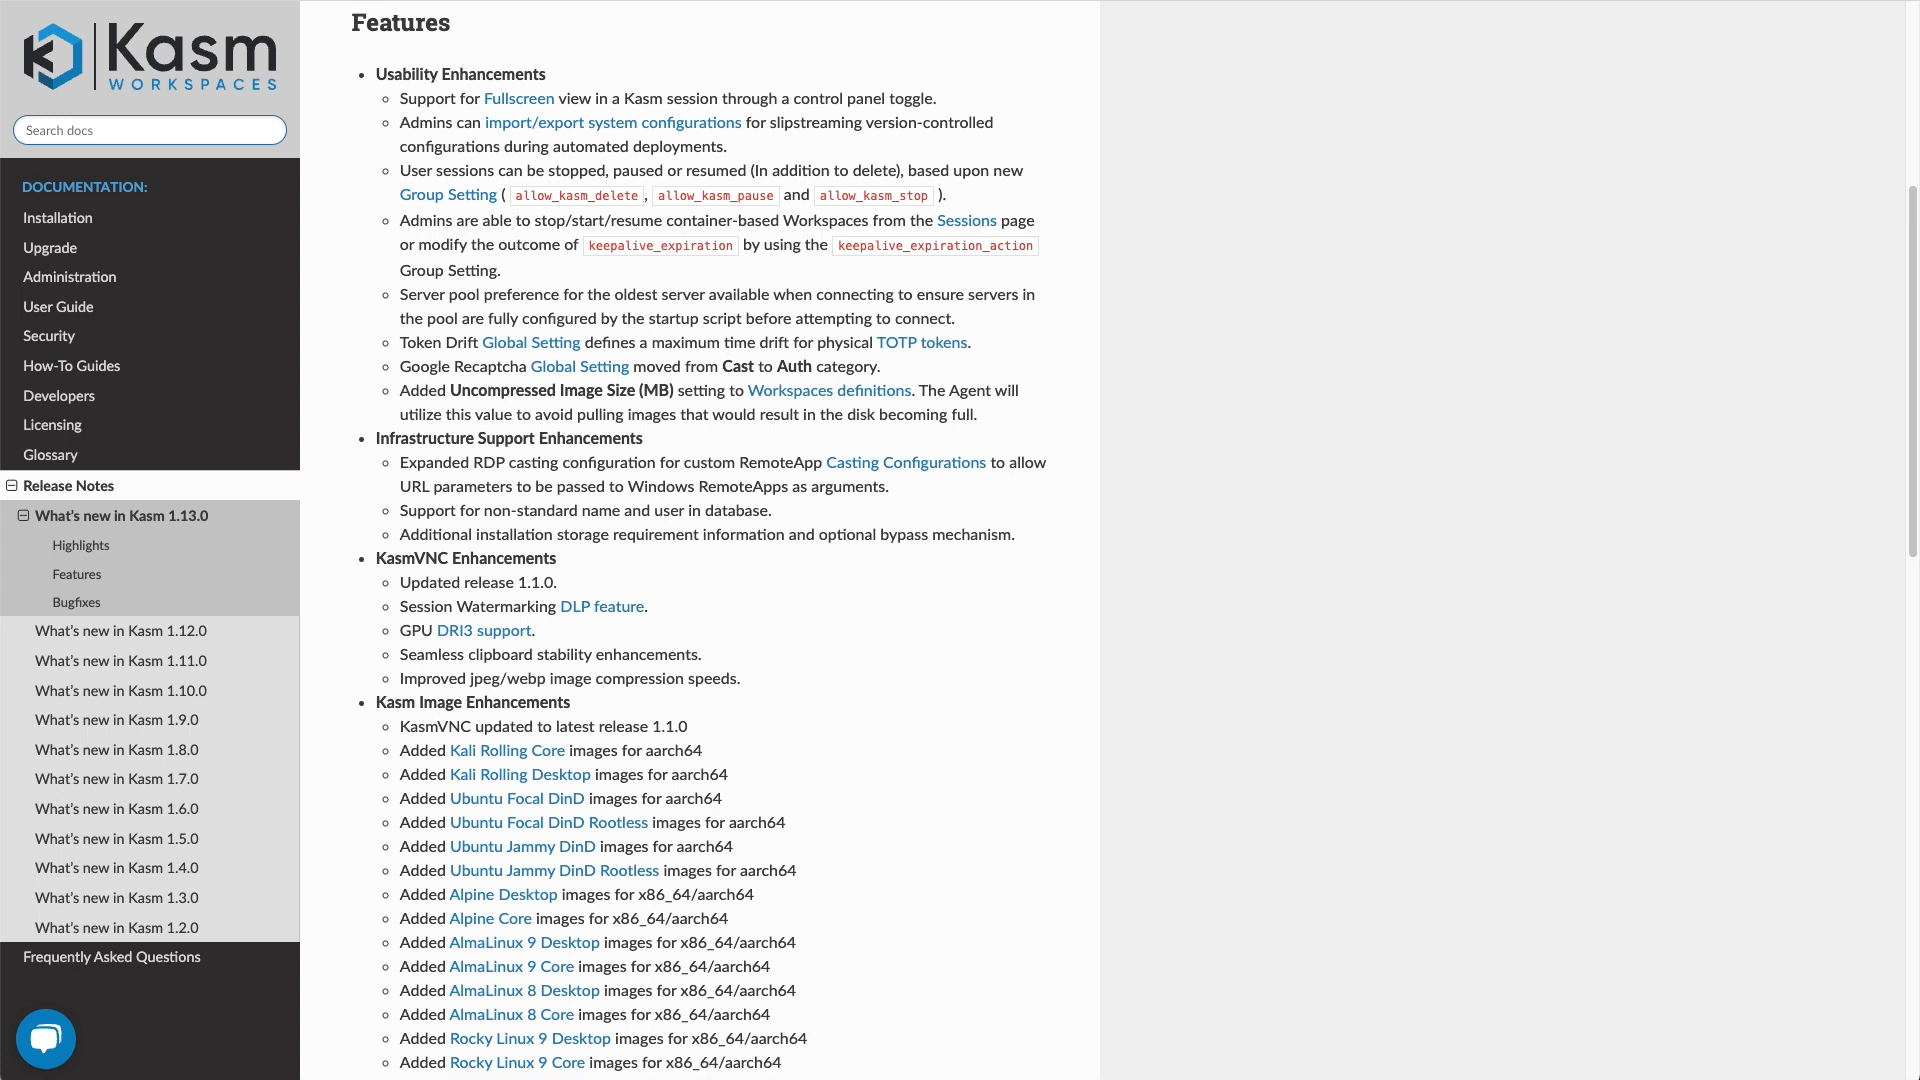 Kasm
WORKSPACES
Search docs
DOCUMENTATION:
Installation
Upgrade
Administration
User Guide
Security
How-To Guides
Developers
Licensing
Glossary
Release Notes
What's new in Kasm 1.13.0
Highlights
Features
Bugfixes
What's new in Kasm 1.12.0
What's new in Kasm 1.11.0
What's new in Kasm 1.10.0
What's new in Kasm 1.9.0
What's new in Kasm 1.8.0
What's new in Kasm 1.7.0
What's new in Kasm 1.6.0
What's new in Kasm 1.5.0
What's new in Kasm 1.4.0
What's new in Kasm 1.3.0
What's new in Kasm 1.2.0
Frequently Asked Questions
Features
Usability Enhancements
Support for Fullscreen view in a Kasm session through a control panel toggle.
Admins can import/export system configurations for slipstreaming version-controlled
configurations during automated deployments.
User sessions can be stopped, paused or resumed (In addition to delete), based upon new
Group Setting ( allow_kasm_delete, allow_kasm_pause and allow_kasm_stop ).
Admins are able to stop/start/resume container-based Workspaces from the Sessions page
or modify the outcome of keepalive_expiration by using the keepalive_expiration_action
Group Setting.
Server pool preference for the oldest server available when connecting to ensure servers in
the pool are fully configured by the startup script before attempting to connect.
Token Drift Global Setting defines a maximum time drift for physical TOTP tokens.
Google Recaptcha Global Setting moved from Cast to Auth category.
Added Uncompressed Image Size (MB) setting to Workspaces definitions. The Agent will
utilize this value to avoid pulling images that would result in the disk becoming full.
Infrastructure Support Enhancements
Expanded RDP casting configuration for custom RemoteApp Casting Configurations to allow
URL parameters to be passed to Windows RemoteApps as arguments.
Support for non-standard name and user in database.
Additional installation storage requirement information and optional bypass mechanism.
KasmVNC Enhancements
Updated release 1.1.0.
Session Watermarking DLP feature.
GPU DRI3 support.
Seamless clipboard stability enhancements.
Improved jpeg/webp image compression speeds.
Kasm Image Enhancements
KasmVNC updated to latest release 1.1.0
Added Kali Rolling Core images for aarch64
Added Kali Rolling Desktop images for aarch64
Added Ubuntu Focal DinD images for aarch64
Added Ubuntu Focal DinD Rootless images for aarch64
Added Ubuntu Jammy DinD images for aarch64
Added Ubuntu Jammy DinD Rootless images for aarch64
Added Alpine Desktop images for x86_64/aarch64
Added Alpine Core images for x86_64/aarch64
Added AlmaLinux 9 Desktop images for x86_64/aarch64
Added AlmaLinux 9 Core images for x86_64/aarch64
Added AlmaLinux 8 Desktop images for x86_64/aarch64
Added AlmaLinux 8 Core images for x86_64/aarch64
Added Rocky Linux 9 Desktop images for x86_64/aarch64
Added Rocky Linux 9 Core images for x86_64/aarch64